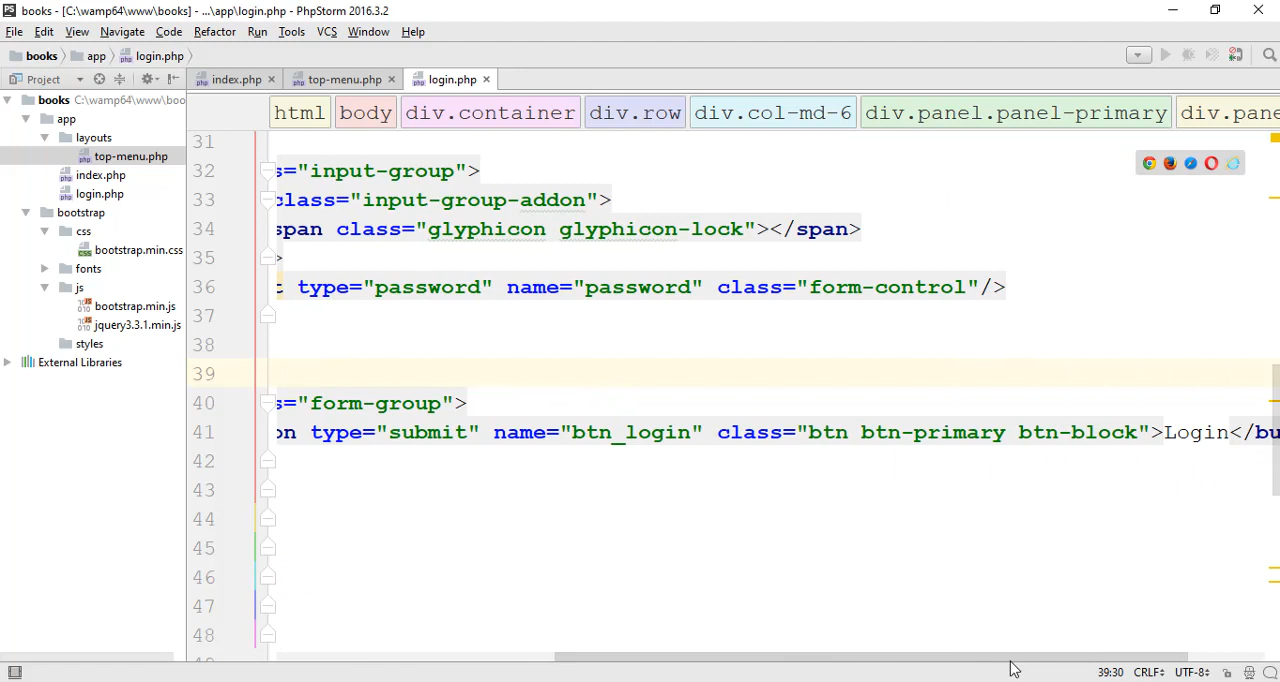 books - [C:\wamp64\www\books] - ...\app\login.php - PhpStorm 2016.3.2
File Edit View Navigate Code Refactor Run Tools VCS Window Help
books app login.php
Project index.php top-menu.php login.php
books C:\wamp64\www\boo
app
layouts
top-menu.php
index.php
login.php
bootstrap
css
bootstrap.min.css
fonts
js
bootstrap.min.js
jquery3.3.1.min.js
styles
External Libraries
html body div.container div.row div.col-md-6 div.panel.panel-primary div.pane
31
32 s="input-group">
33 class="input-group-addon">
34 span class="glyphicon glyphicon-lock"></span>
35 >
36 t type="password" name="password" class="form-control"/>
37
38
39
40 s="form-group">
41 on type="submit" name="btn_login" class="btn btn-primary btn-block">Login</bu
42
43
44
45
46
47
48
39:30 CRLF UTF-8